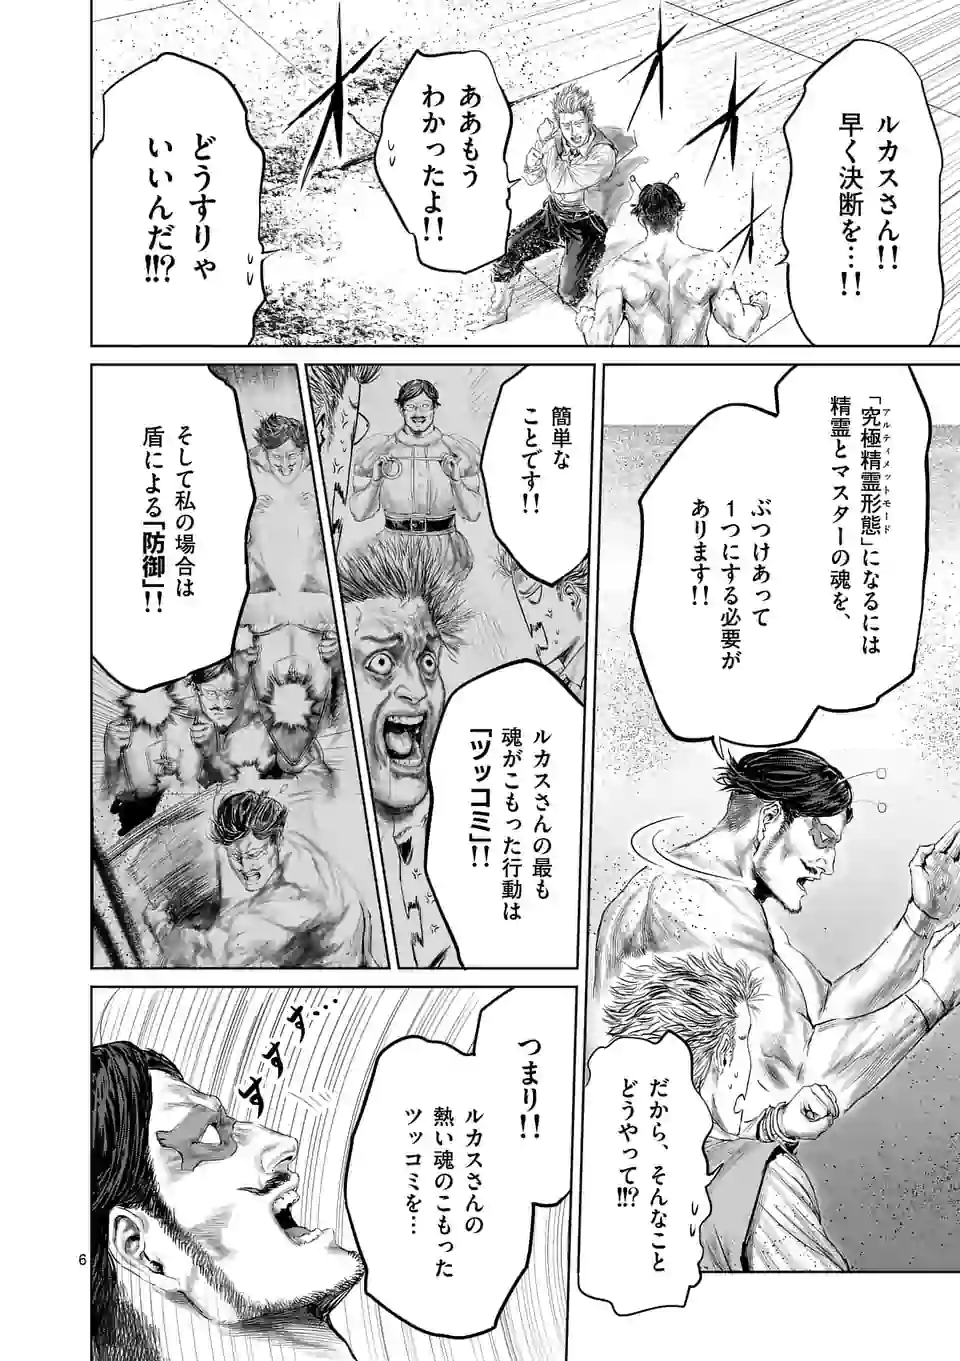 ルカスさん!!
早く決断を…!!
ああもう
わかったよ!!
どうすりゃ
いいんだ!!?
「究極精霊形態」になるには
アルティメットモード
精霊とマスターの魂を、
ぶつけあって
1つにする必要が
あります!!
だから、そんなこと
どうやって!!?
簡単な
ことです!!
ルカスさんの最も
魂がこもった行動は
「ツッコミ」!!
そして私の場合は
盾による「防御」!!
つまり!!
ルカスさんの
熱い魂のこもった
ツッコミを…
す…
す
す
6